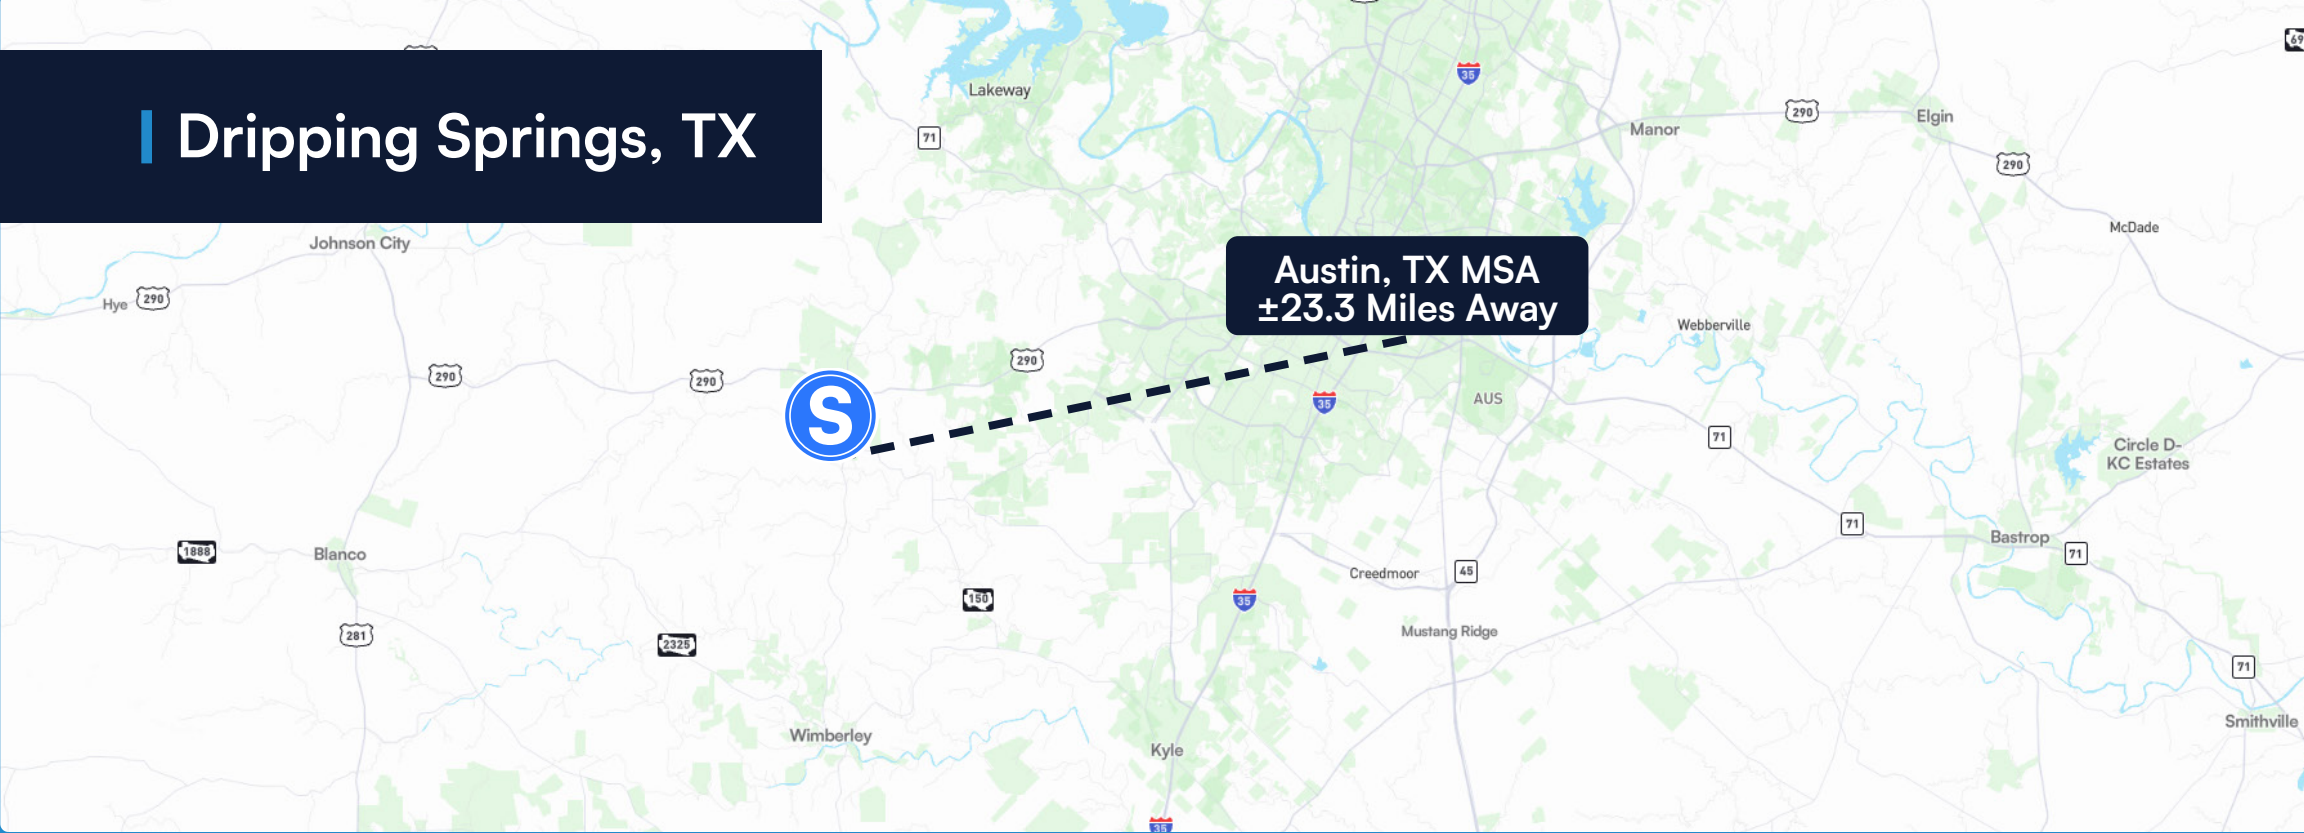 Dripping Springs, TX
69
35
Lakeway
71
290
Manor
Elgin
290
McDade
Johnson City
Hye
290
Austin, TX MSA
±23.3 Miles Away
Webberville
290
290
290
S
35
AUS
71
Circle D-
KC Estates
71
Bastrop
71
1888
Blanco
Creedmoor
45
150
35
281
2325
Mustang Ridge
71
Smithville
Wimberley
Kyle
35